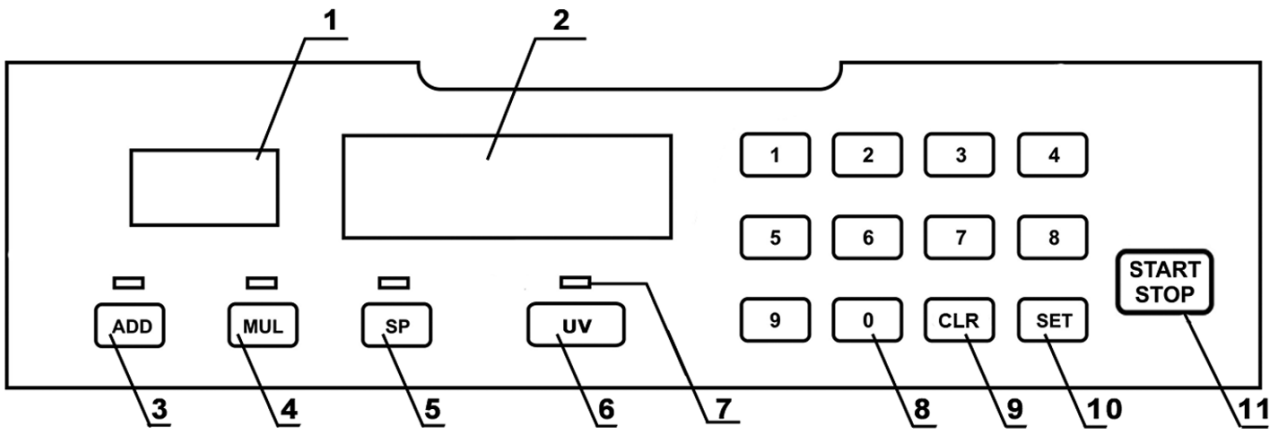 1 2
1 2 3 4
5 6 7 8
START
STOP
ADD MUL SP UV 9 0 CLR SET
3 4 5 6 7 8 9 10 11